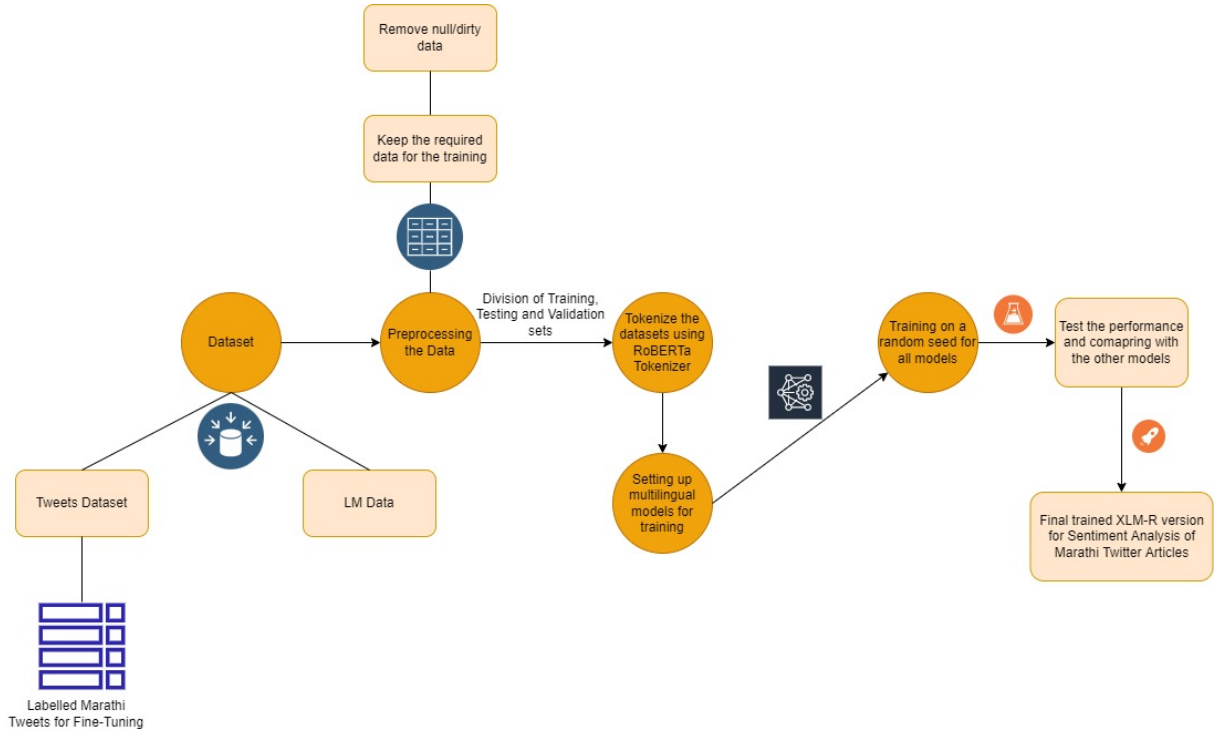 Remove null/dirty
data
Keep the required
data for the training
Dataset
Preprocessing
the Data
Division of Training,
Testing and Validation
sets
Tokenize the
datasets using
RoBERTa
Tokenizer
Training on a
random seed for
all models
Test the performance
and comapring with
the other models
Tweets Dataset
LM Data
Setting up
multilingual
models for
training
Final trained XLM-R version
for Sentiment Analysis of
Marathi Twitter Articles
Labelled Marathi
Tweets for Fine-Tuning